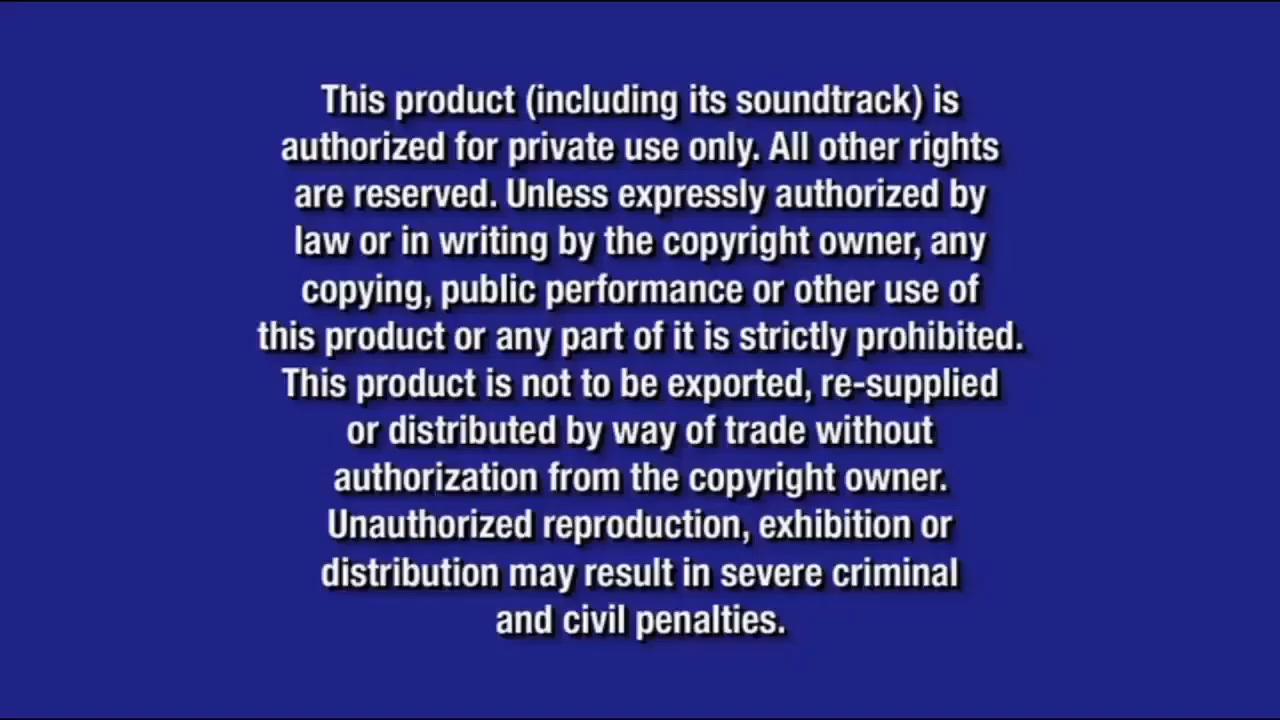 This product (including its soundtrack) is
authorized for private use only. All other rights
are reserved. Unless expressly authorized by
law or in writing by the copyright owner, any
copying, public performance or other use of
this product or any part of it is strictly prohibited.
This product is not to be exported, re-supplied
or distributed by way of trade without
authorization from the copyright owner.
Unauthorized reproduction, exhibition or
distribution may result in severe criminal
and civil penalties.